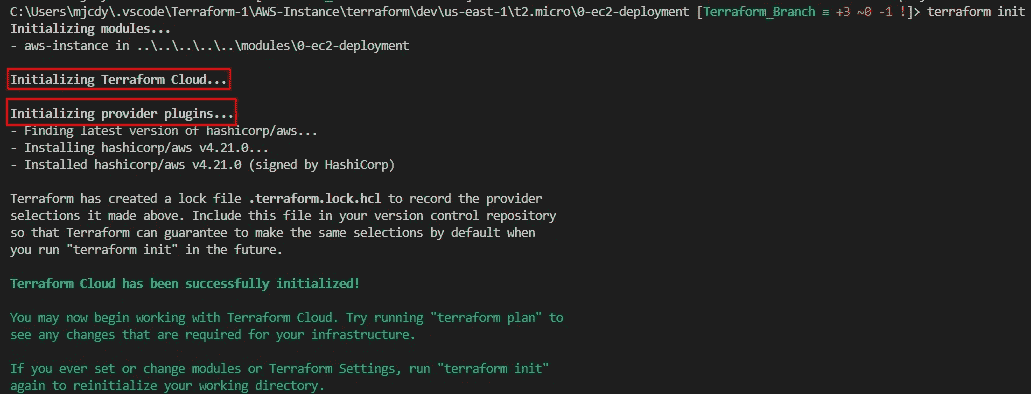 C:\Users\mjcdy\.vscode\Terraform-1\AWS-Instance\terraform\dev\us-east-1\t2.micro\0-ec2-deployment [Terraform_Branch ≡ +3 ~0 -1 !]> terraform init
Initializing modules...
- aws-instance in ..\..\..\..\..\modules\0-ec2-deployment
Initializing Terraform Cloud...
Initializing provider plugins...
- Finding latest version of hashicorp/aws...
- Installing hashicorp/aws v4.21.0...
- Installed hashicorp/aws v4.21.0 (signed by HashiCorp)
Terraform has created a lock file .terraform.lock.hcl to record the provider
selections it made above. Include this file in your version control repository
so that Terraform can guarantee to make the same selections by default when
you run "terraform init" in the future.
Terraform Cloud has been successfully initialized!
You may now begin working with Terraform Cloud. Try running "terraform plan" to
see any changes that are required for your infrastructure.
If you ever set or change modules or Terraform Settings, run "terraform init"
again to reinitialize your working directory.